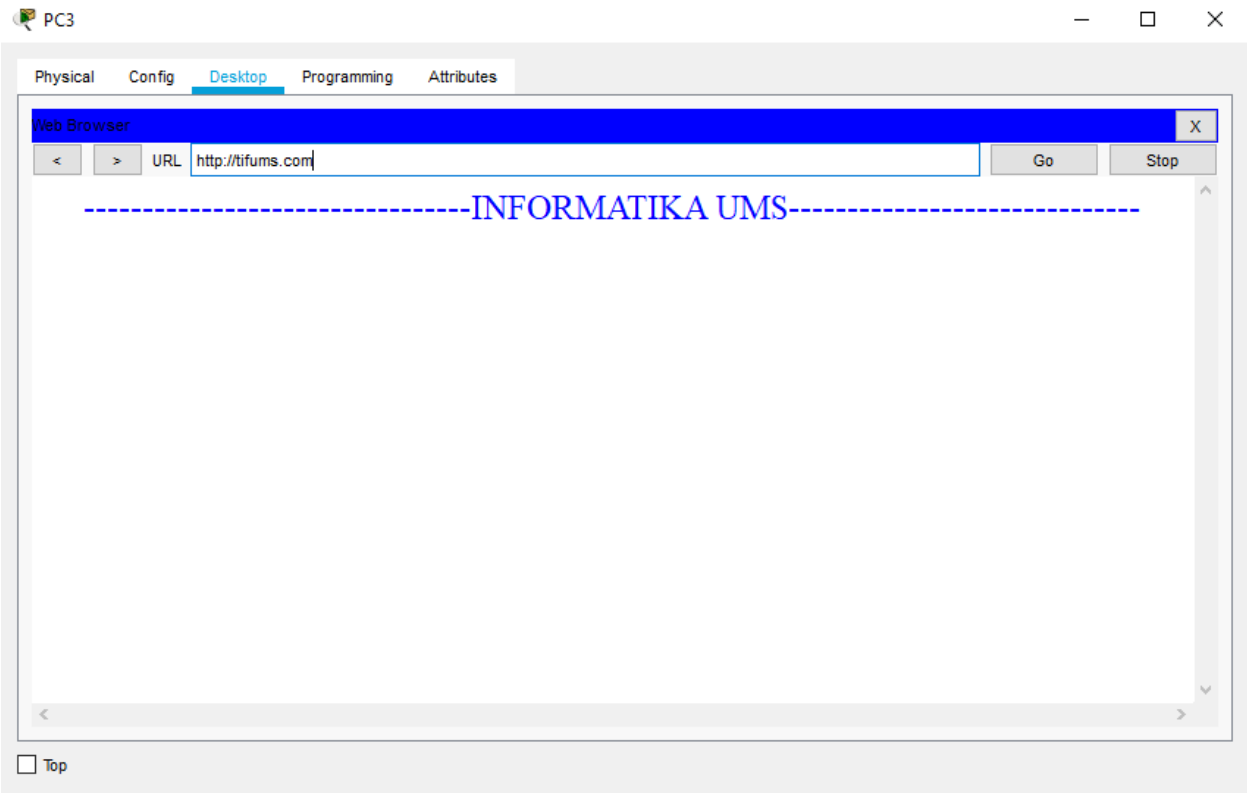 PC3
Physical Config Desktop Programming Attributes
Web Browser X
< > URL http://tifums.com Go Stop
---------------------------------INFORMATIKA UMS------------------------------
Top